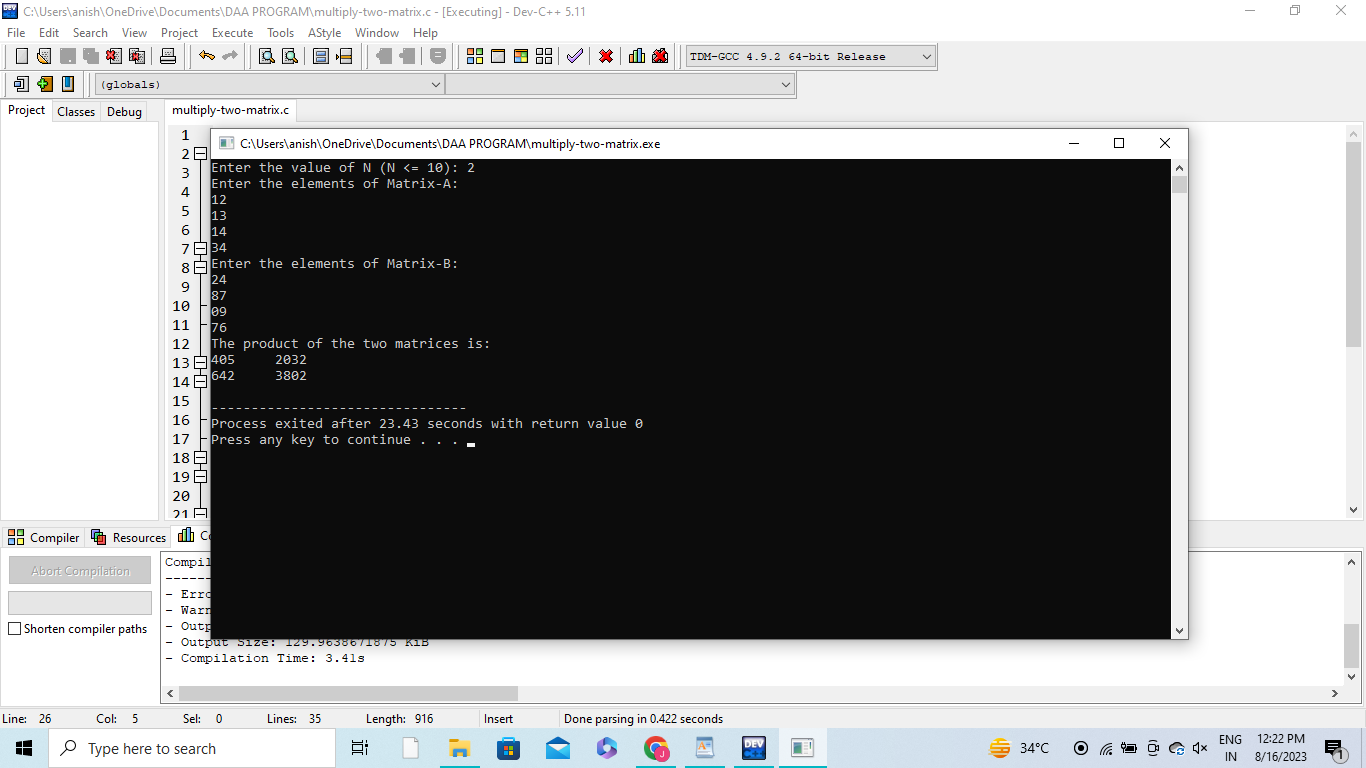 C:\Users\anish\OneDrive\Documents\DAA PROGRAM\multiply-two-matrix.c - [Executing] - Dev-C++ 5.11
File Edit Search View Project Execute Tools AStyle Window Help
TDM-GCC 4.9.2 64-bit Release
(globals)
Project Classes Debug
multiply-two-matrix.c
1
2
3
4
5
6
7
8
9
10
11
12
13
14
15
16
17
18
19
20
21
C:\Users\anish\OneDrive\Documents\DAA PROGRAM\multiply-two-matrix.exe
Enter the value of N (N <= 10): 2
Enter the elements of Matrix-A:
12
13
14
34
Enter the elements of Matrix-B:
24
87
09
76
The product of the two matrices is:
405 2032
642 3802
--------------------------------
Process exited after 23.43 seconds with return value 0
Press any key to continue . . .
Compiler Resources
Abort Compilation
Shorten compiler paths
- Output Size: 129.9638671875 KiB
- Compilation Time: 3.41s
Line: 26 Col: 5 Sel: 0 Lines: 35 Length: 916 Insert Done parsing in 0.422 seconds
Type here to search
DEV
34°C
ENG
IN
12:22 PM
8/16/2023
1